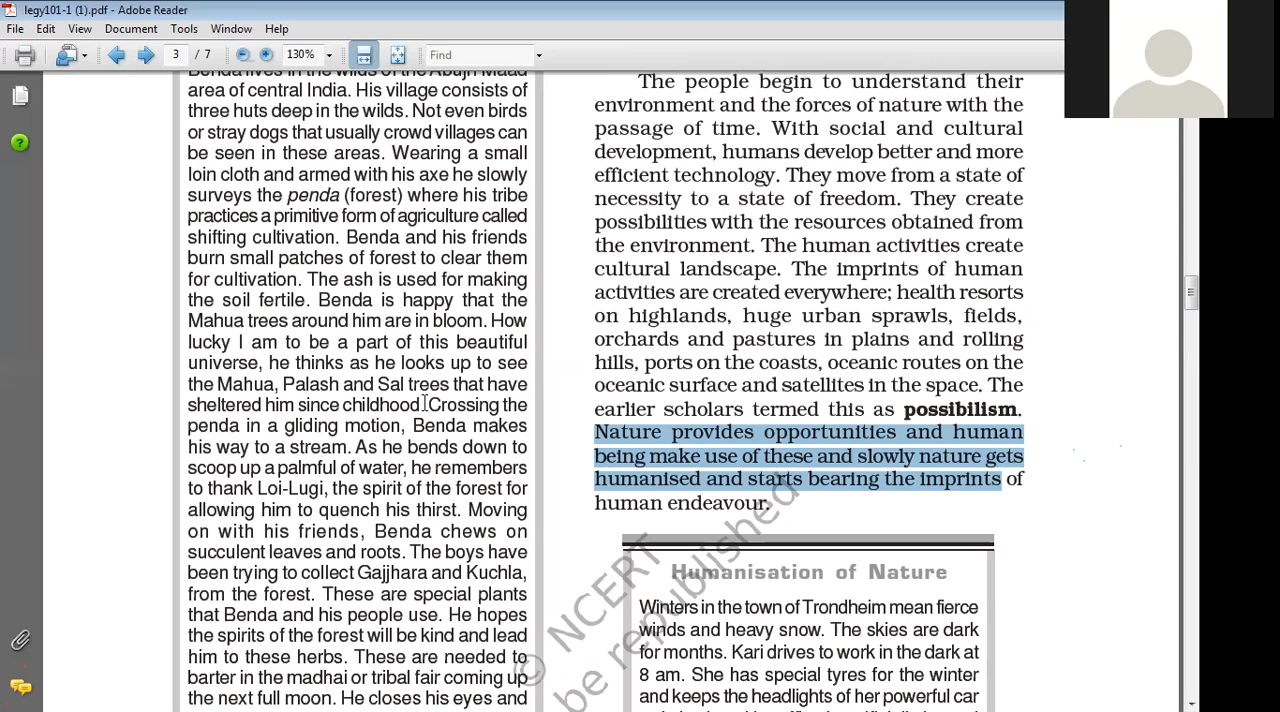 legy101-1 (1).pdf - Adobe Reader
File Edit View Document Tools Window Help
3 / 7 130% Find
Benda lives in the wilds of the Abujh Maad
area of central India. His village consists of
three huts deep in the wilds. Not even birds
or stray dogs that usually crowd villages can
be seen in these areas. Wearing a small
loin cloth and armed with his axe he slowly
surveys the penda (forest) where his tribe
practices a primitive form of agriculture called
shifting cultivation. Benda and his friends
burn small patches of forest to clear them
for cultivation. The ash is used for making
the soil fertile. Benda is happy that the
Mahua trees around him are in bloom. How
lucky I am to be a part of this beautiful
universe, he thinks as he looks up to see
the Mahua, Palash and Sal trees that have
sheltered him since childhood. Crossing the
penda in a gliding motion, Benda makes
his way to a stream. As he bends down to
scoop up a palmful of water, he remembers
to thank Loi-Lugi, the spirit of the forest for
allowing him to quench his thirst. Moving
on with his friends, Benda chews on
succulent leaves and roots. The boys have
been trying to collect Gajjhara and Kuchla,
from the forest. These are special plants
that Benda and his people use. He hopes
the spirits of the forest will be kind and lead
him to these herbs. These are needed to
barter in the madhai or tribal fair coming up
the next full moon. He closes his eyes and
The people begin to understand their
environment and the forces of nature with the
passage of time. With social and cultural
development, humans develop better and more
efficient technology. They move from a state of
necessity to a state of freedom. They create
possibilities with the resources obtained from
the environment. The human activities create
cultural landscape. The imprints of human
activities are created everywhere; health resorts
on highlands, huge urban sprawls, fields,
orchards and pastures in plains and rolling
hills, ports on the coasts, oceanic routes on the
oceanic surface and satellites in the space. The
earlier scholars termed this as possibilism.
Nature provides opportunities and human
being make use of these and slowly nature gets
humanised and starts bearing the imprints of
human endeavour.
Humanisation of Nature
Winters in the town of Trondheim mean fierce
winds and heavy snow. The skies are dark
for months. Kari drives to work in the dark at
8 am. She has special tyres for the winter
and keeps the headlights of her powerful car
© NCERT
be republished